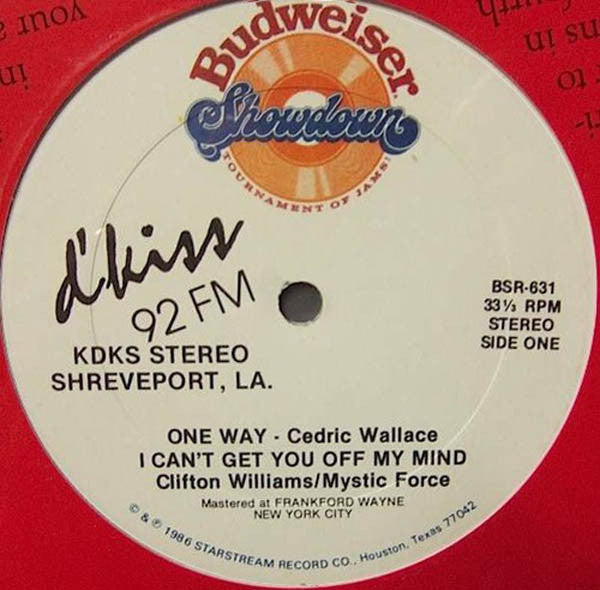 Budweiser
Showdown
TOURNAMENT OF JAMS!
d'kiss
92 FM
KDKS STEREO
SHREVEPORT, LA.
BSR-631
33⅓ RPM
STEREO
SIDE ONE
ONE WAY - Cedric Wallace
I CAN'T GET YOU OFF MY MIND
Clifton Williams/Mystic Force
Mastered at FRANKFORD WAYNE
NEW YORK CITY
© & ℗ 1986 STARSTREAM RECORD CO., Houston, Texas 77042